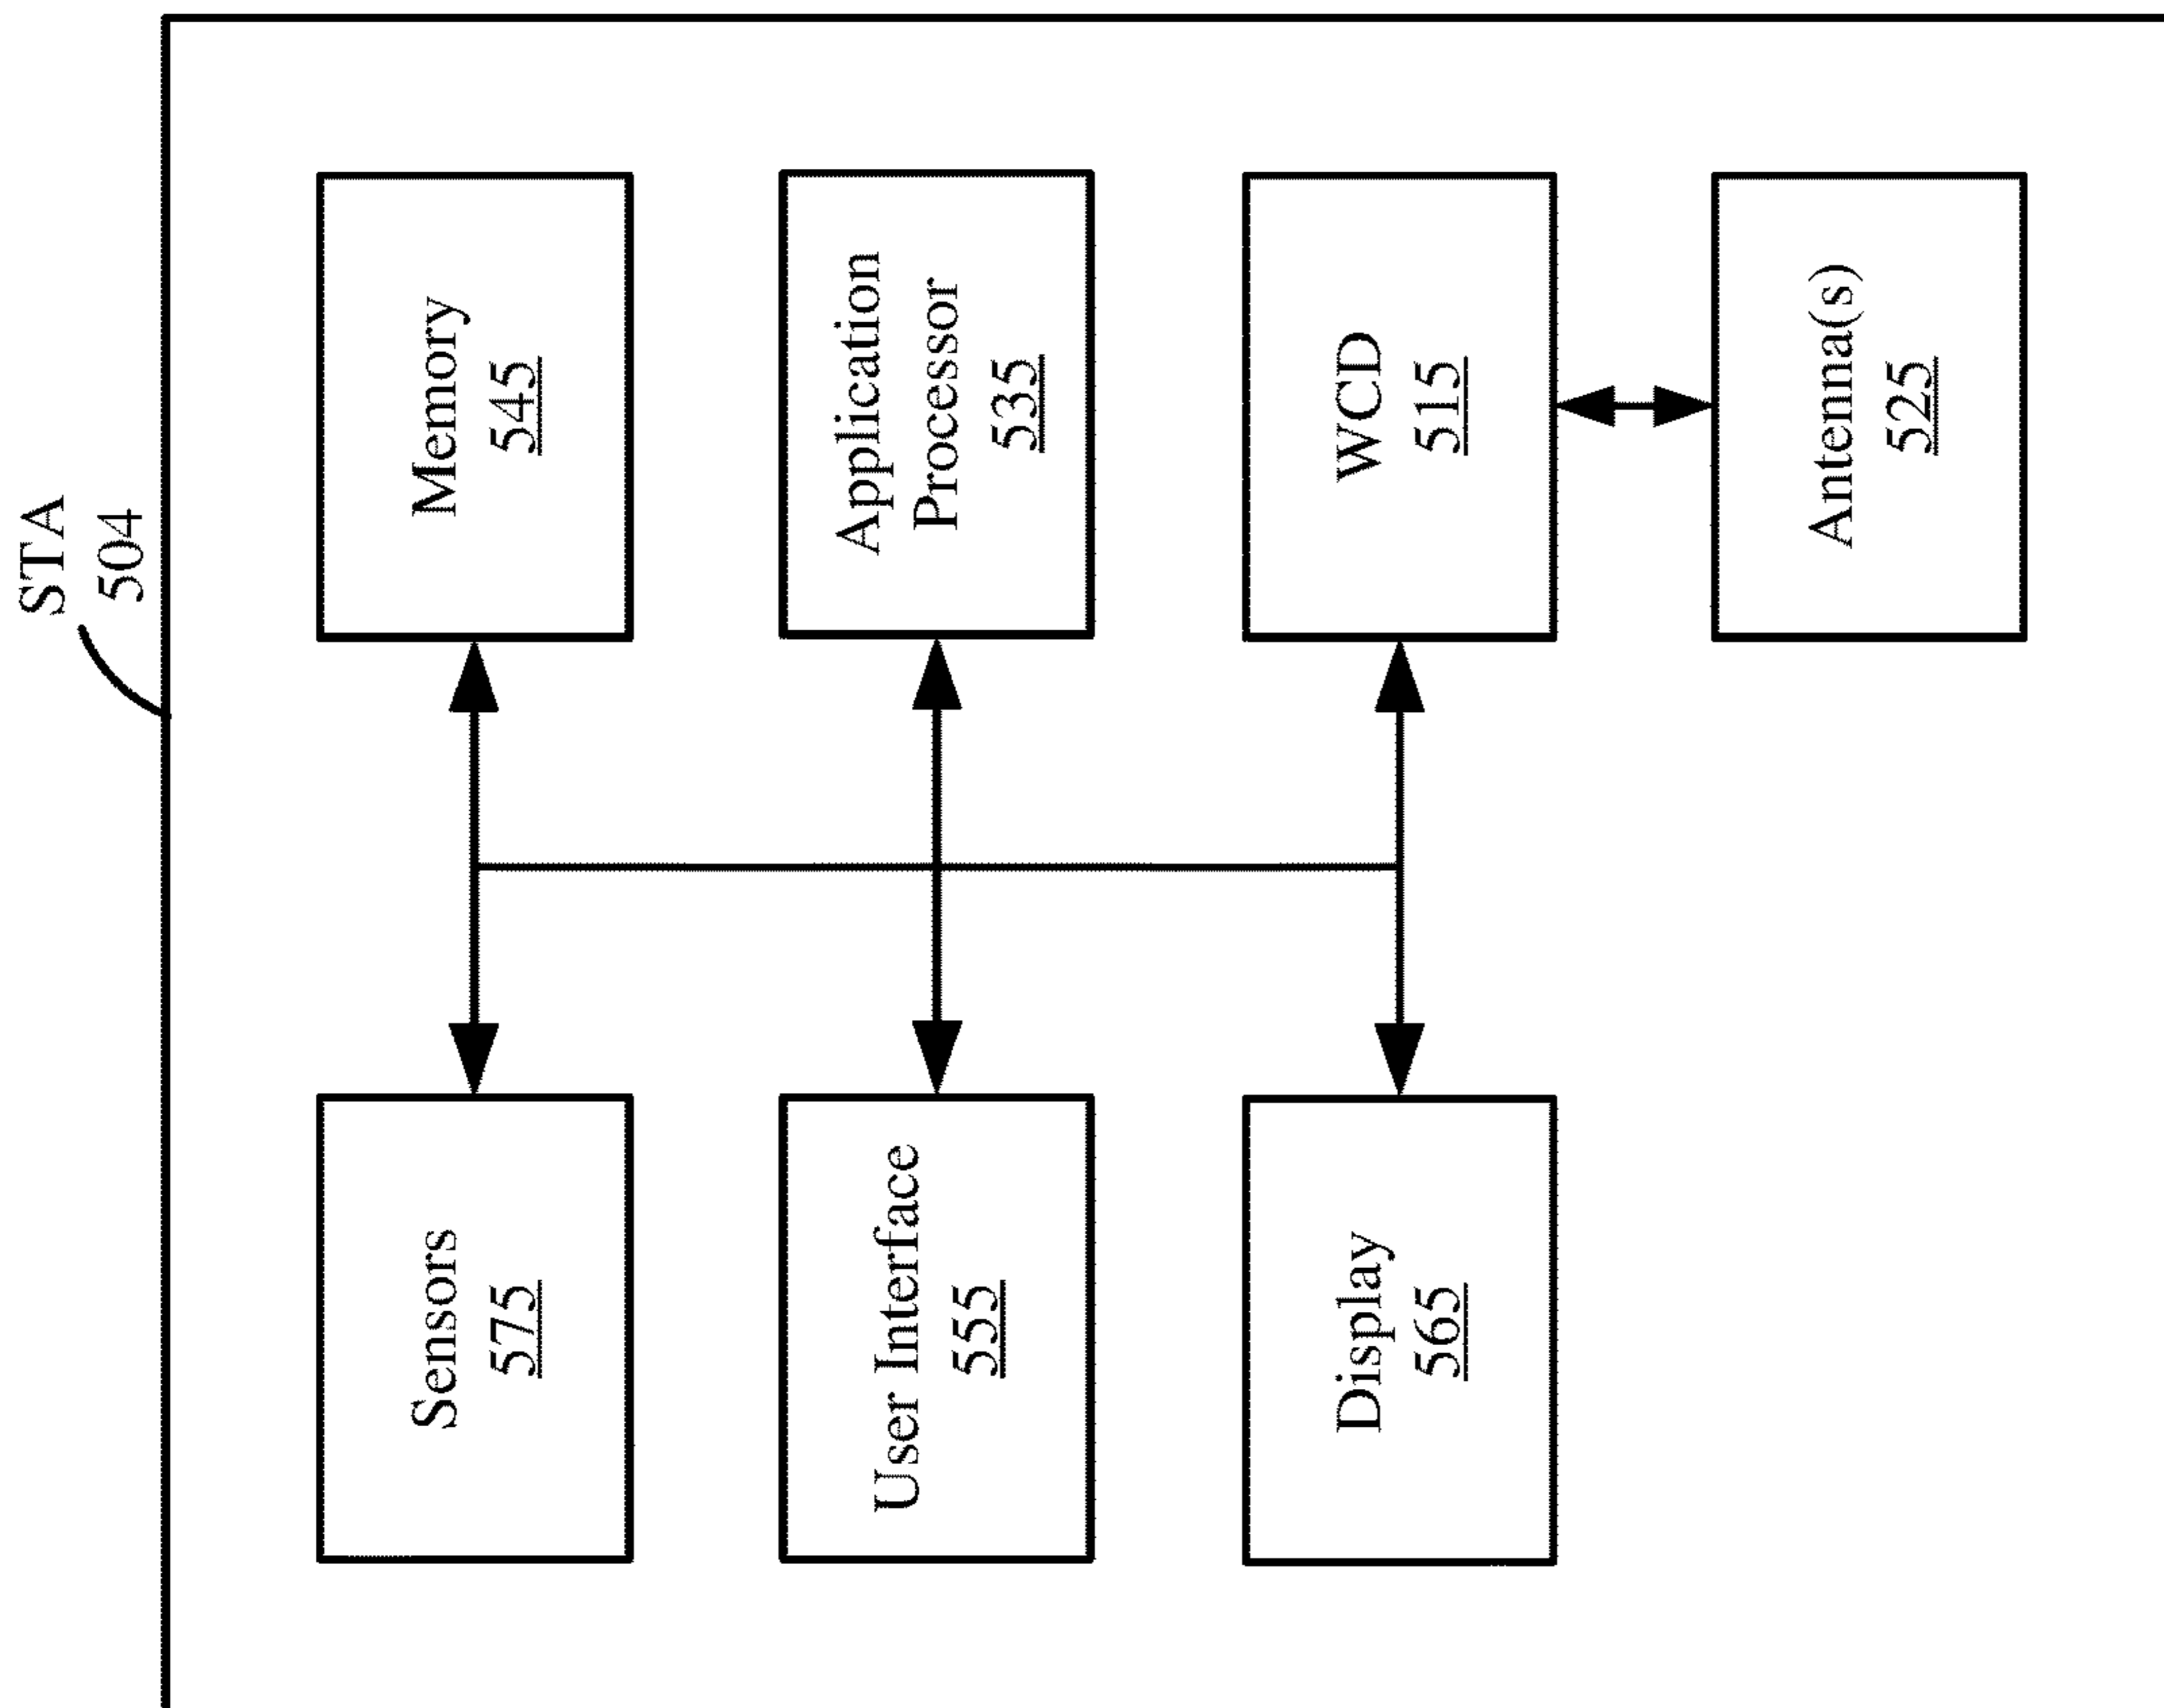 STA
504
Sensors
575
Memory
545
User Interface
555
Application
Processor
535
Display
565
WCD
515
Antenna(s)
525